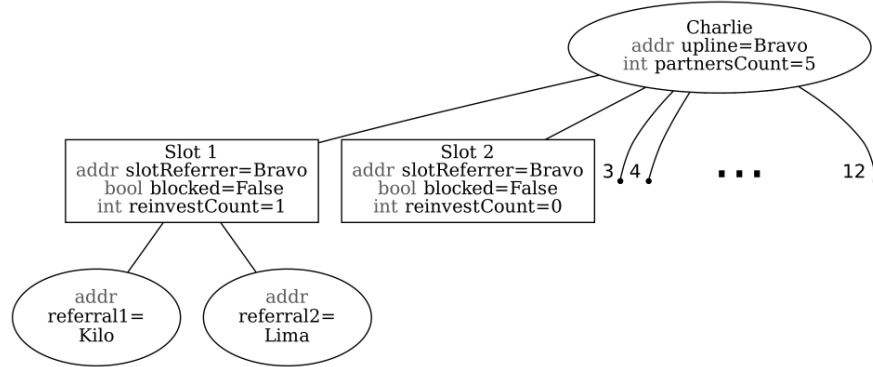 Charlie
addr upline=Bravo
int partnersCount=5
Slot 1
addr slotReferrer=Bravo
bool blocked=False
int reinvestCount=1
Slot 2
addr slotReferrer=Bravo
bool blocked=False
int reinvestCount=0
3 4 ... 12
addr
referral1=
Kilo
addr
referral2=
Lima